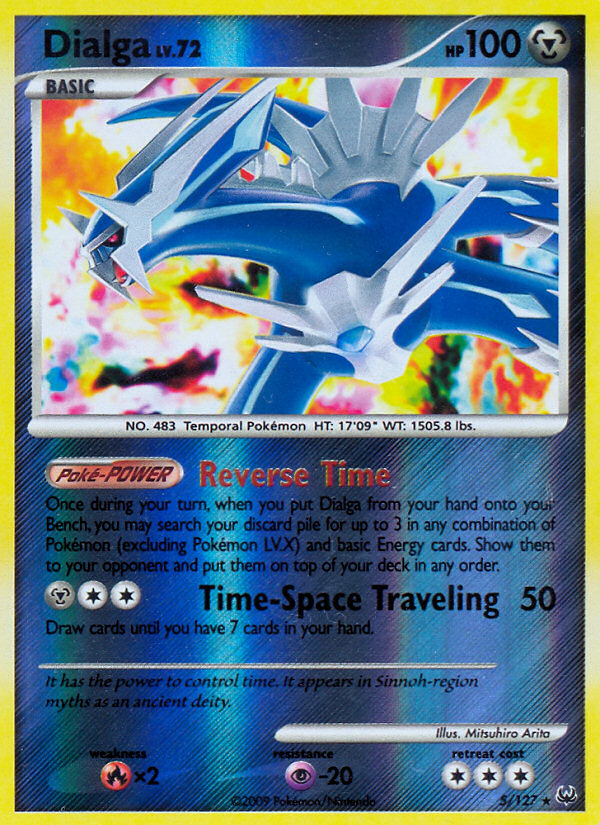 Dialga LV.72
HP 100
BASIC
NO. 483 Temporal Pokémon HT: 17'09" WT: 1505.8 lbs.
Poké-POWER Reverse Time
Once during your turn, when you put Dialga from your hand onto your
Bench, you may search your discard pile for up to 3 in any combination of
Pokémon (excluding Pokémon LV.X) and basic Energy cards. Show them
to your opponent and put them on top of your deck in any order.
Time-Space Traveling 50
Draw cards until you have 7 cards in your hand.
It has the power to control time. It appears in Sinnoh-region
myths as an ancient deity.
Illus. Mitsuhiro Arita
weakness resistance retreat cost
×2 -20
©2009 Pokémon/Nintendo 5/127 ★